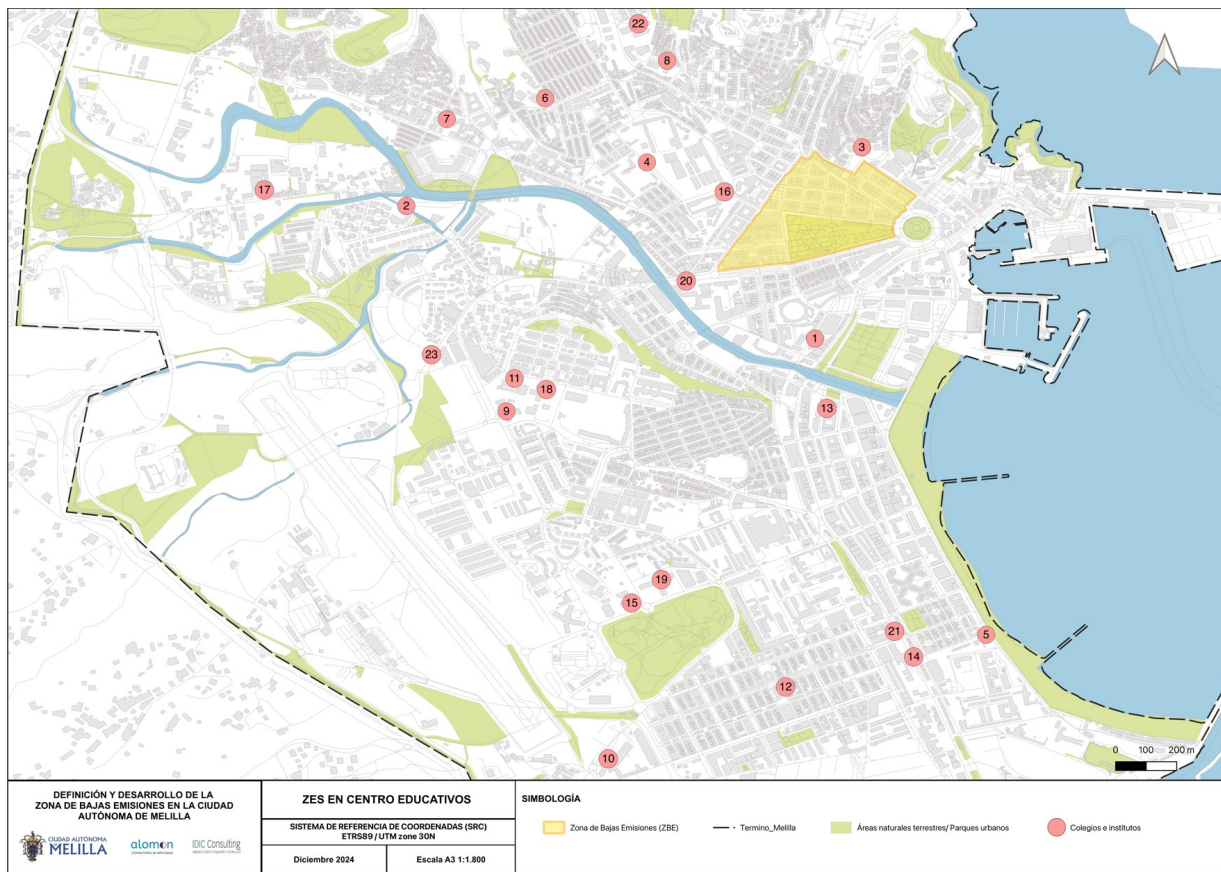 22
8
6
7
3
4
17
16
2
20
1
23
11
18
13
9
19
15
21
5
14
12
10
0 100 200 m
DEFINICIÓN Y DESARROLLO DE LA
ZONA DE BAJAS EMISIONES EN LA CIUDAD
AUTÓNOMA DE MELILLA
CIUDAD AUTÓNOMA
MELILLA
alomon
IDIC Consulting
ZES EN CENTRO EDUCATIVOS
SISTEMA DE REFERENCIA DE COORDENADAS (SRC)
ETRS89 / UTM zone 30N
Diciembre 2024
Escala A3 1:1.800
SIMBOLOGÍA
Zona de Bajas Emisiones (ZBE)
Termino_Melilla
Áreas naturales terrestres/ Parques urbanos
Colegios e institutos